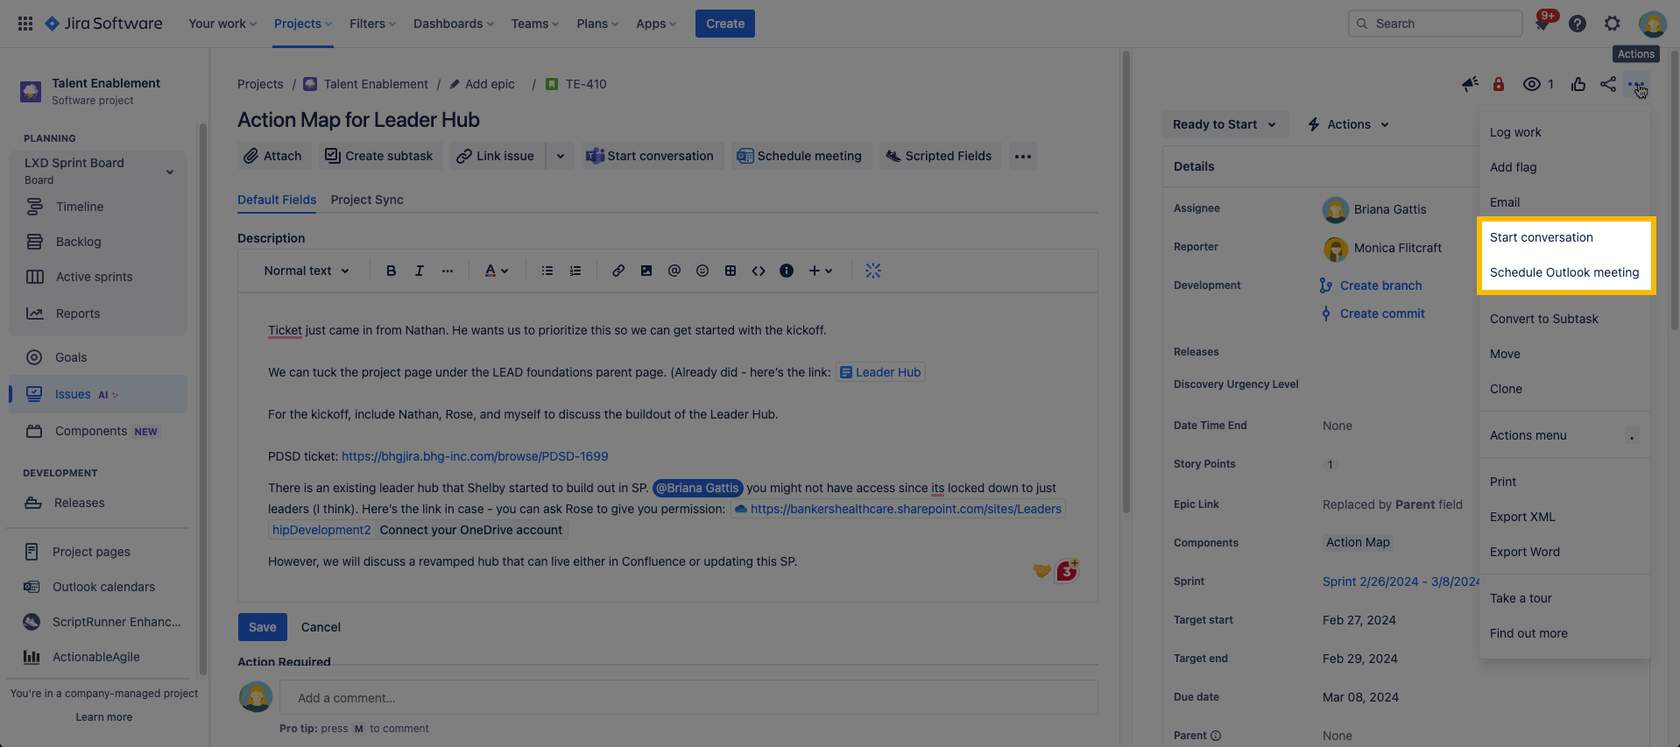 Jira Software
Your work
Projects
Filters
Dashboards
Teams
Plans
Apps
Create
Search
9+
Actions
Talent Enablement
Software project
PLANNING
LXD Sprint Board
Board
Timeline
Backlog
Active sprints
Reports
Goals
Issues AI
Components NEW
DEVELOPMENT
Releases
Project pages
Outlook calendars
ScriptRunner Enhanc...
ActionableAgile
You're in a company-managed project
Learn more
Projects / Talent Enablement / Add epic / TE-410
Action Map for Leader Hub
Attach
Create subtask
Link issue
Start conversation
Schedule meeting
Scripted Fields
Default Fields
Project Sync
Description
Normal text
B I A
Ticket just came in from Nathan. He wants us to prioritize this so we can get started with the kickoff.
We can tuck the project page under the LEAD foundations parent page. (Already did - here's the link: Leader Hub
For the kickoff, include Nathan, Rose, and myself to discuss the buildout of the Leader Hub.
PDSD ticket: https://bhgjira.bhg-inc.com/browse/PDSD-1699
There is an existing leader hub that Shelby started to build out in SP. @Briana Gattis you might not have access since its locked down to just
leaders (I think). Here's the link in case - you can ask Rose to give you permission: https://bankershealthcare.sharepoint.com/sites/Leaders
hipDevelopment2 Connect your OneDrive account
However, we will discuss a revamped hub that can live either in Confluence or updating this SP.
3
Save
Cancel
Action Required
Add a comment...
Pro tip: press M to comment
1
Ready to Start
Actions
Details
Assignee
Briana Gattis
Reporter
Monica Flitcraft
Development
Create branch
Create commit
Releases
Discovery Urgency Level
Date Time End
None
Story Points
1
Epic Link
Replaced by Parent field
Components
Action Map
Sprint
Sprint 2/26/2024 - 3/8/2024
Target start
Feb 27, 2024
Target end
Feb 29, 2024
Due date
Mar 08, 2024
Parent
None
Log work
Add flag
Email
Start conversation
Schedule Outlook meeting
Convert to Subtask
Move
Clone
Actions menu .
Print
Export XML
Export Word
Take a tour
Find out more